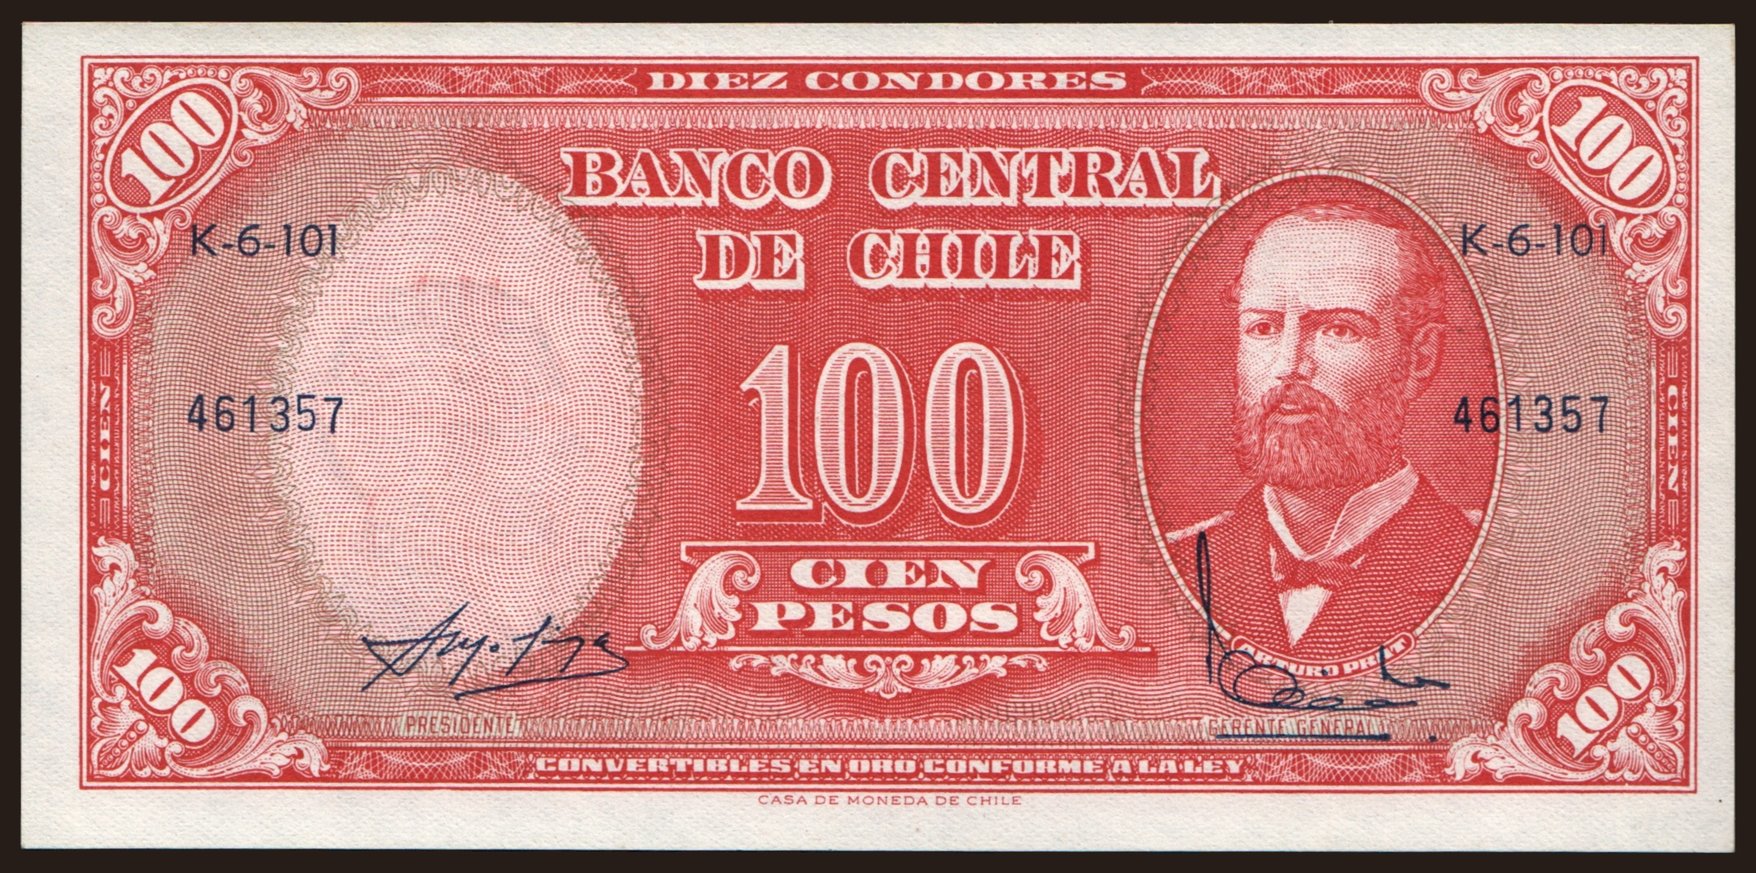 DIEZ CONDORES
100
100
BANCO CENTRAL
DE CHILE
K-6-101
K-6-101
100
CIEN
CIEN
461357
461357
CIEN
PESOS
ARTURO PRAT
100
100
PRESIDENTE
GERENTE GENERAL
CONVERTIBLES EN ORO CONFORME A LA LEY
CASA DE MONEDA DE CHILE